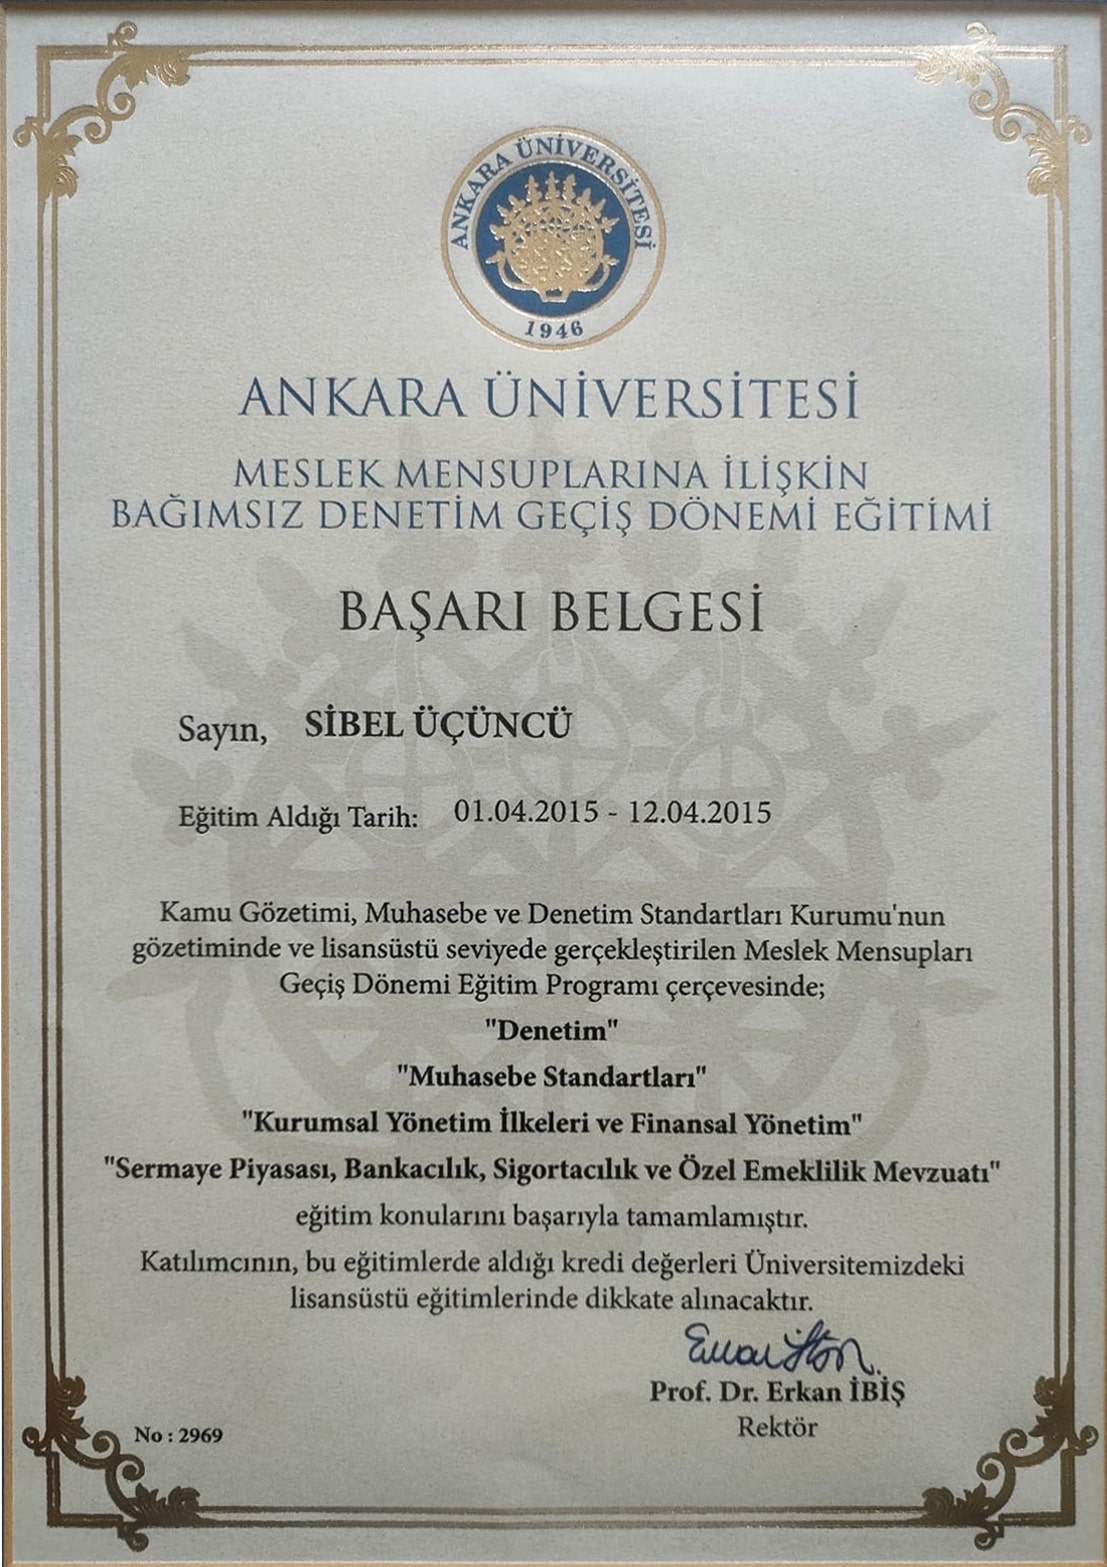 ANKARA ÜNİVERSİTESİ
1946
ANKARA ÜNİVERSİTESİ
MESLEK MENSUPLARINA İLİŞKİN
BAĞIMSIZ DENETİM GEÇİŞ DÖNEMİ EĞİTİMİ
BAŞARI BELGESİ
Sayın, SİBEL ÜÇÜNCÜ
Eğitim Aldığı Tarih: 01.04.2015 - 12.04.2015
Kamu Gözetimi, Muhasebe ve Denetim Standartları Kurumu'nun
gözetiminde ve lisansüstü seviyede gerçekleştirilen Meslek Mensupları
Geçiş Dönemi Eğitim Programı çerçevesinde;
"Denetim"
"Muhasebe Standartları"
"Kurumsal Yönetim İlkeleri ve Finansal Yönetim"
"Sermaye Piyasası, Bankacılık, Sigortacılık ve Özel Emeklilik Mevzuatı"
eğitim konularını başarıyla tamamlamıştır.
Katılımcının, bu eğitimlerde aldığı kredi değerleri Üniversitemizdeki
lisansüstü eğitimlerinde dikkate alınacaktır.
Prof. Dr. Erkan İBİŞ
Rektör
No : 2969